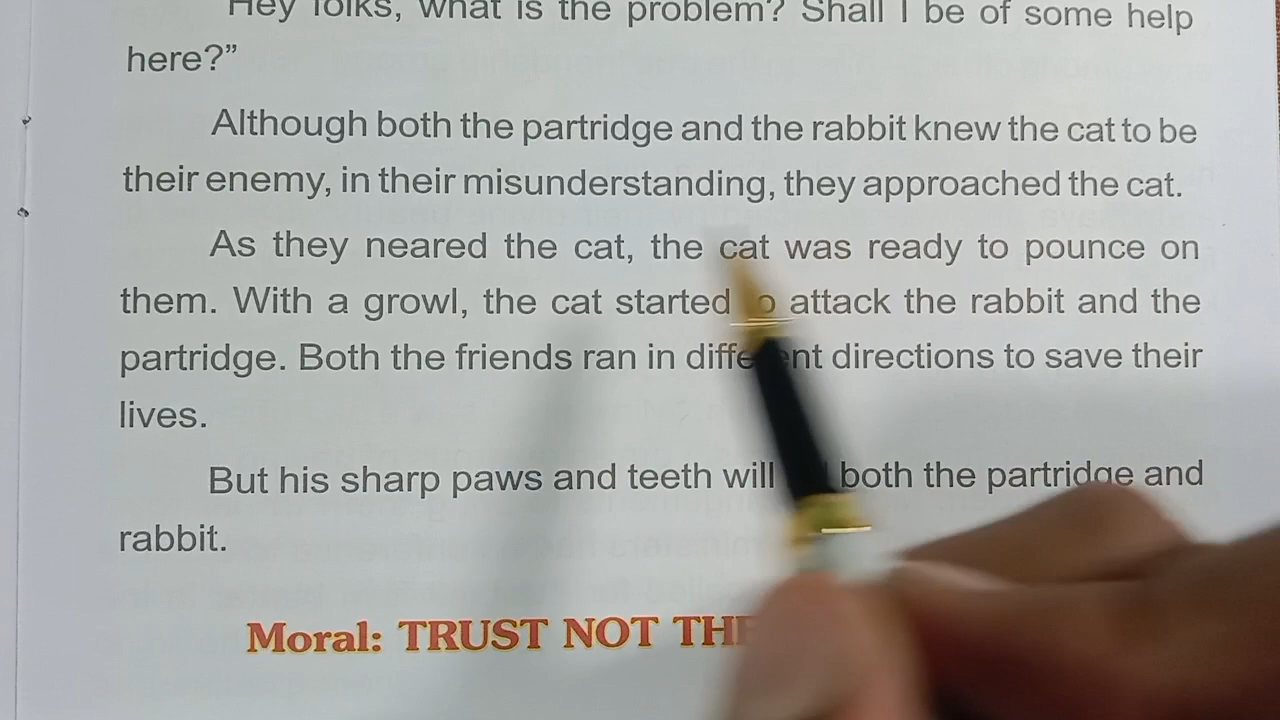 Hey folks, what is the problem? Shall I be of some help
here?”
Although both the partridge and the rabbit knew the cat to be
their enemy, in their misunderstanding, they approached the cat.
As they neared the cat, the cat was ready to pounce on
them. With a growl, the cat started attack the rabbit and the
partridge. Both the friends ran in different directions to save their
lives.
But his sharp paws and teeth will both the partridge and
rabbit.
Moral: TRUST NOT THE